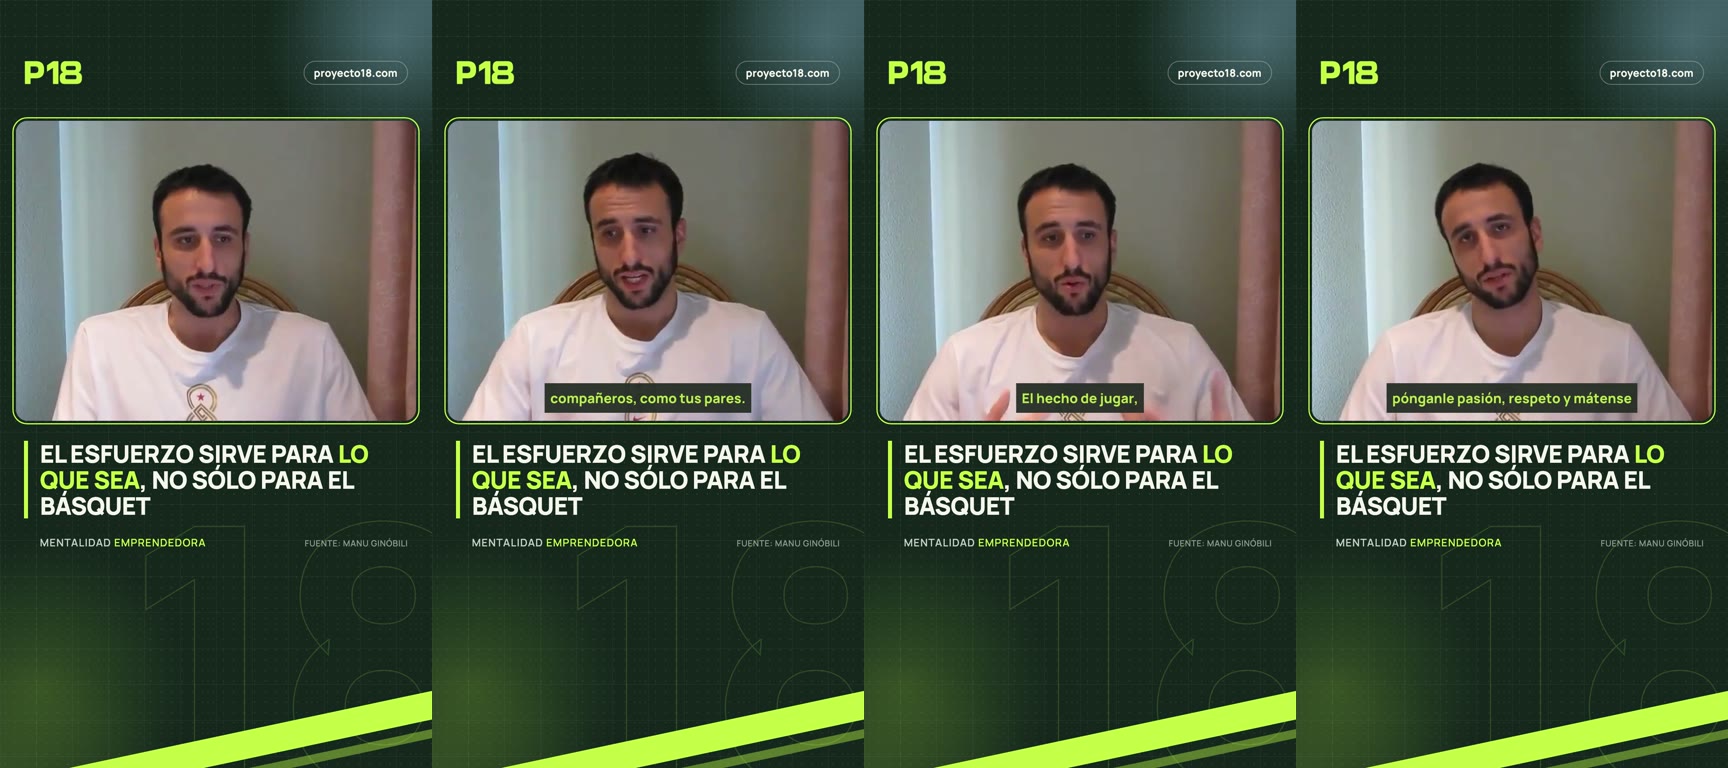 P18
proyecto18.com
EL ESFUERZO SIRVE PARA LO
QUE SEA, NO SÓLO PARA EL
BÁSQUET
MENTALIDAD EMPRENDEDORA
FUENTE: MANU GINÓBILI
18
P18
proyecto18.com
compañeros, como tus pares.
EL ESFUERZO SIRVE PARA LO
QUE SEA, NO SÓLO PARA EL
BÁSQUET
MENTALIDAD EMPRENDEDORA
FUENTE: MANU GINÓBILI
18
P18
proyecto18.com
El hecho de jugar,
EL ESFUERZO SIRVE PARA LO
QUE SEA, NO SÓLO PARA EL
BÁSQUET
MENTALIDAD EMPRENDEDORA
FUENTE: MANU GINÓBILI
18
P18
proyecto18.com
pónganle pasión, respeto y mátense
EL ESFUERZO SIRVE PARA LO
QUE SEA, NO SÓLO PARA EL
BÁSQUET
MENTALIDAD EMPRENDEDORA
FUENTE: MANU GINÓBILI
18